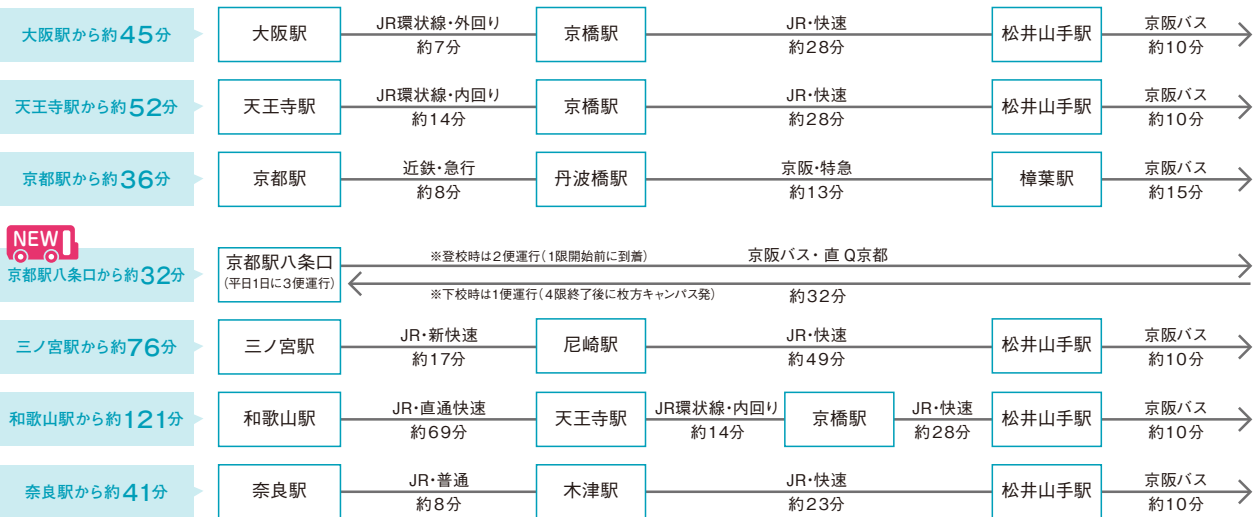 大阪駅から約45分
大阪駅
JR環状線・外回り
約7分
京橋駅
JR・快速
約28分
松井山手駅
京阪バス
約10分
天王寺駅から約52分
天王寺駅
JR環状線・内回り
約14分
京橋駅
JR・快速
約28分
松井山手駅
京阪バス
約10分
京都駅から約36分
京都駅
近鉄・急行
約8分
丹波橋駅
京阪・特急
約13分
樟葉駅
京阪バス
約15分
NEW
京都駅八条口から約32分
京都駅八条口
(平日1日に3便運行)
※登校時は2便運行(1限開始前に到着)
京阪バス・直 Q京都
※下校時は1便運行(4限終了後に枚方キャンパス発)
約32分
三ノ宮駅から約76分
三ノ宮駅
JR・新快速
約17分
尼崎駅
JR・快速
約49分
松井山手駅
京阪バス
約10分
和歌山駅から約121分
和歌山駅
JR・直通快速
約69分
天王寺駅
JR環状線・内回り
約14分
京橋駅
JR・快速
約28分
松井山手駅
京阪バス
約10分
奈良駅から約41分
奈良駅
JR・普通
約8分
木津駅
JR・快速
約23分
松井山手駅
京阪バス
約10分